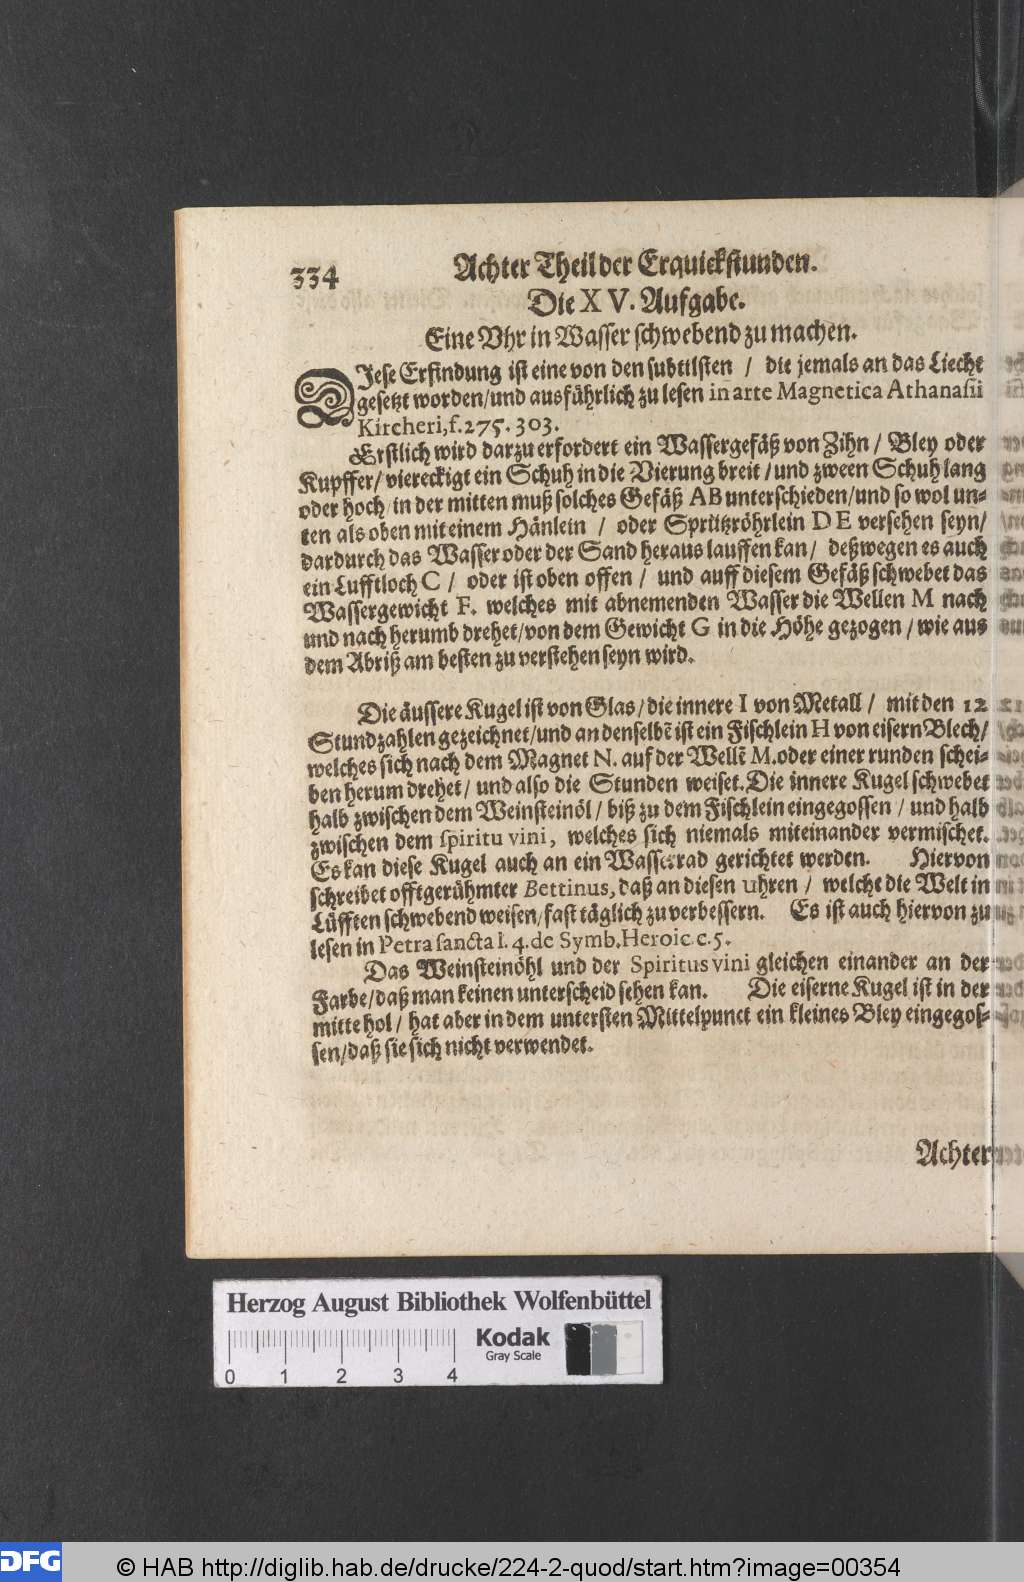 334 Achter Theil der Erquickstunden.
Die XV. Aufgabe.
Eine Vhr in Wasser schwebend zu machen.
DJese Erfindung ist eine von den subtilsten / die jemals an das Liecht
gesetzt worden/und ausführlich zu lesen in arte Magnetica Athanasii
Kircheri, f. 275. 303.
Erstlich wird darzu erfordert ein Wassergefäß von Zihn / Bley oder
Kupffer/ viereckigt ein Schuh in die Vierung breit / und zween Schuh lang
oder hoch/ in der mitten muß solches Gefäß AB unterschieden/und so wol un-
ten als oben mit einem Hänlein / oder Sprützröhrlein DE versehen seyn/
dardurch das Wasser oder der Sand heraus lauffen kan / deßwegen es auch
ein Lufftloch C / oder ist oben offen / und auff diesem Gefäß schwebet das
Wassergewicht F. welches mit abnemenden Wasser die Wellen M nach
und nach herumb drehet/von dem Gewicht G in die Höhe gezogen / wie aus
dem Abriß am besten zu verstehen seyn wird.
Die äussere Kugel ist von Glas / die innere I von Metall / mit den 12
Stundzahlen gezeichnet/und an denselbē ist ein Fischlein H von eisern Blech/
welches sich nach dem Magnet N. auf der Wellē M. oder einer runden schei-
ben herum drehet/ und also die Stunden weiset. Die innere Kugel schwebet
halb zwischen dem Weinsteinöl / biß zu dem Fischlein eingegossen / und halb
zwischen dem spiritu vini, welches sich niemals miteinander vermischet.
Es kan diese Kugel auch an ein Wasserrad gerichtet werden. Hiervon
schreibet offtgerühmter Bettinus, daß an diesen uhren / welche die Welt in
Lüfften schwebend weisen/ fast täglich zu verbessern. Es ist auch hiervon zu
lesen in Petra sancta l. 4. de Symb. Heroic. c. 5.
Das Weinsteinöhl und der Spiritus vini gleichen einander an der
Farbe/daß man keinen unterscheid sehen kan. Die eiserne Kugel ist in der
mitte hol / hat aber in dem untersten Mittelpunct ein kleines Bley eingegos-
sen/daß sie sich nicht verwendet.
Achter
Herzog August Bibliothek Wolfenbüttel
Kodak
Gray Scale
0 1 2 3 4
DFG © HAB http://diglib.hab.de/drucke/224-2-quod/start.htm?image=00354